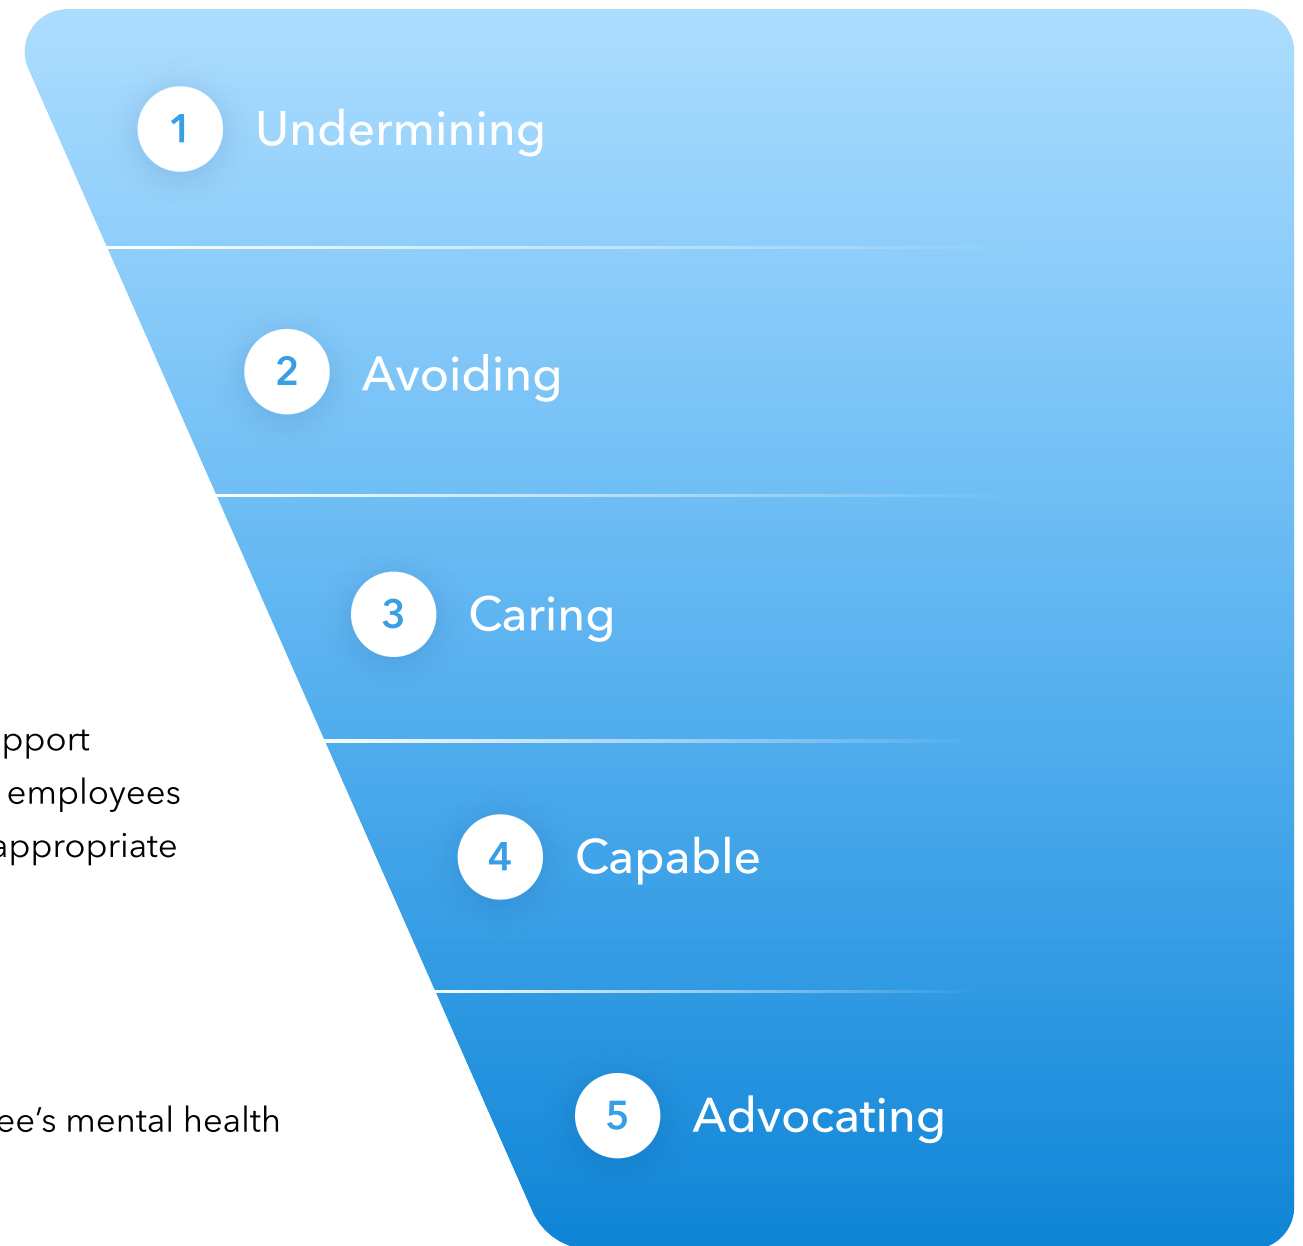 1 Undermining
2 Avoiding
3 Caring
pport
employees
appropriate
4 Capable
ee’s mental health
5 Advocating